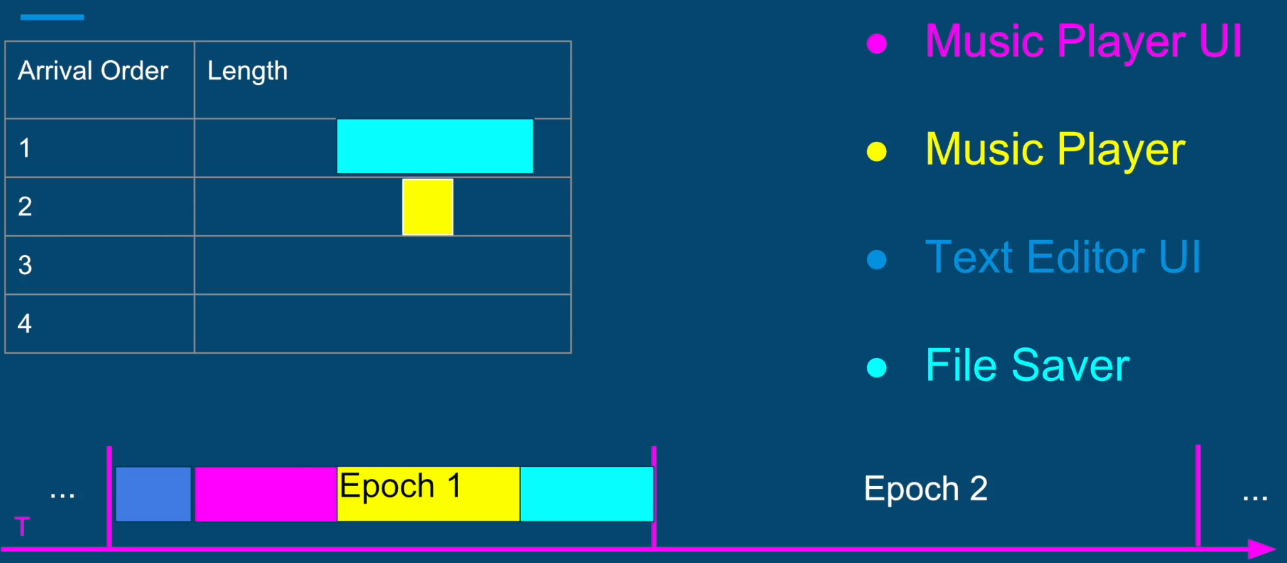 Arrival Order Length
1
2
3
4
● Music Player UI
● Music Player
● Text Editor UI
● File Saver
... Epoch 1 Epoch 2 ...
T